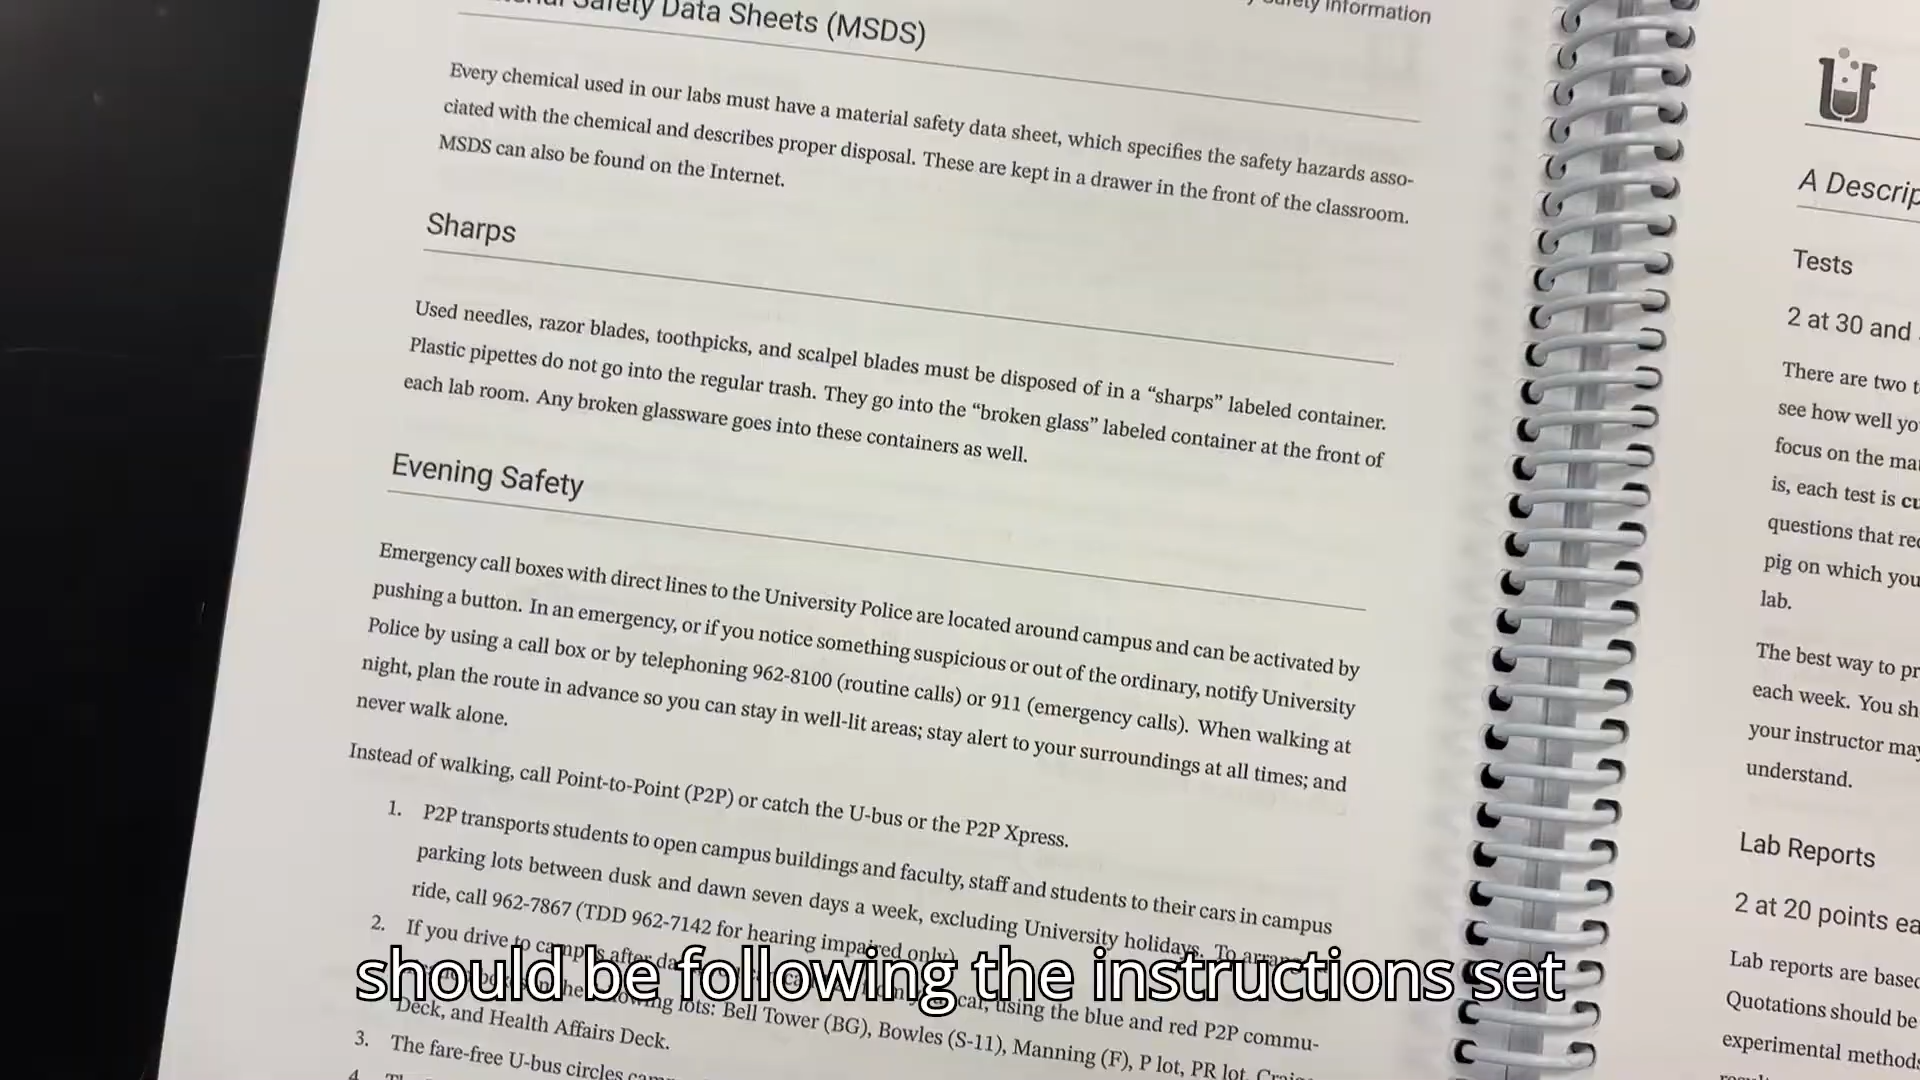 Safety Data Sheets (MSDS)
Safety Information
Every chemical used in our labs must have a material safety data sheet, which specifies the safety hazards asso-
ciated with the chemical and describes proper disposal. These are kept in a drawer in the front of the classroom.
MSDS can also be found on the Internet.
Sharps
Used needles, razor blades, toothpicks, and scalpel blades must be disposed of in a “sharps” labeled container.
Plastic pipettes do not go into the regular trash. They go into the “broken glass” labeled container at the front of
each lab room. Any broken glassware goes into these containers as well.
Evening Safety
Emergency call boxes with direct lines to the University Police are located around campus and can be activated by
pushing a button. In an emergency, or if you notice something suspicious or out of the ordinary, notify University
Police by using a call box or by telephoning 962-8100 (routine calls) or 911 (emergency calls). When walking at
night, plan the route in advance so you can stay in well-lit areas; stay alert to your surroundings at all times; and
never walk alone.
Instead of walking, call Point-to-Point (P2P) or catch the U-bus or the P2P Xpress.
1. P2P transports students to open campus buildings and faculty, staff and students to their cars in campus
parking lots between dusk and dawn seven days a week, excluding University holidays. To
ride, call 962-7867 (TDD 962-7142 for hearing impaired only)
2. If you drive to campus after car, using the blue and red P2P commu-
lots: Bell Tower (BG), Bowles (S-11), Manning (F), P lot, PR lot,
Deck, and Health Affairs Deck.
3. The fare-free U-bus circles
4.
A Descrip
Tests
2 at 30 and
There are two t
see how well yo
focus on the ma
is, each test is cu
questions that re
pig on which you
lab.
The best way to pr
each week. You sh
your instructor may
understand.
Lab Reports
2 at 20 points ea
Lab reports are based
Quotations should be
experimental methods
should be following the instructions set